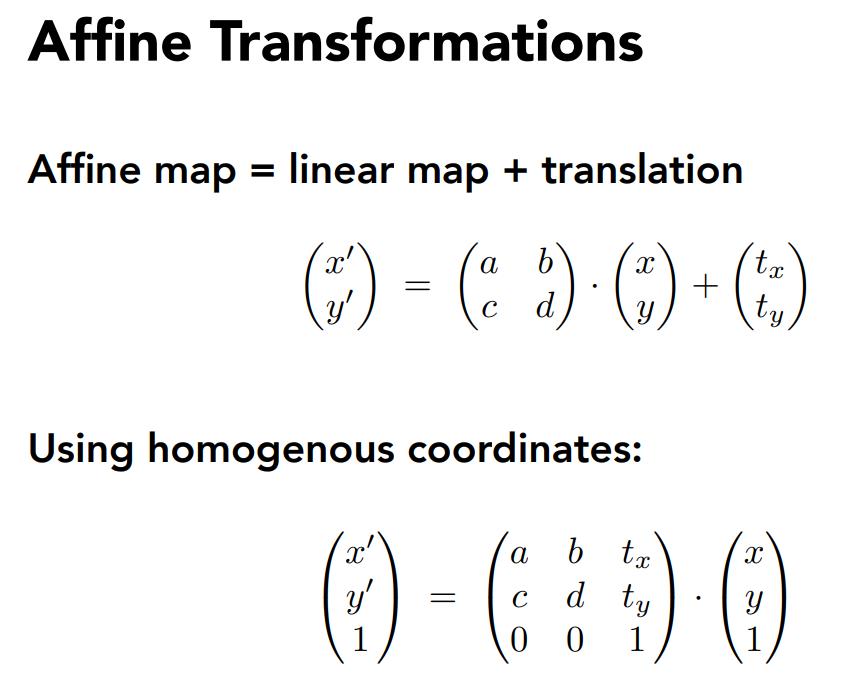 Affine Transformations
Affine map = linear map + translation
$$\begin{pmatrix} x' \\ y' \end{pmatrix} = \begin{pmatrix} a & b \\ c & d \end{pmatrix} \cdot \begin{pmatrix} x \\ y \end{pmatrix} + \begin{pmatrix} t_x \\ t_y \end{pmatrix}$$
Using homogenous coordinates:
$$\begin{pmatrix} x' \\ y' \\ 1 \end{pmatrix} = \begin{pmatrix} a & b & t_x \\ c & d & t_y \\ 0 & 0 & 1 \end{pmatrix} \cdot \begin{pmatrix} x \\ y \\ 1 \end{pmatrix}$$